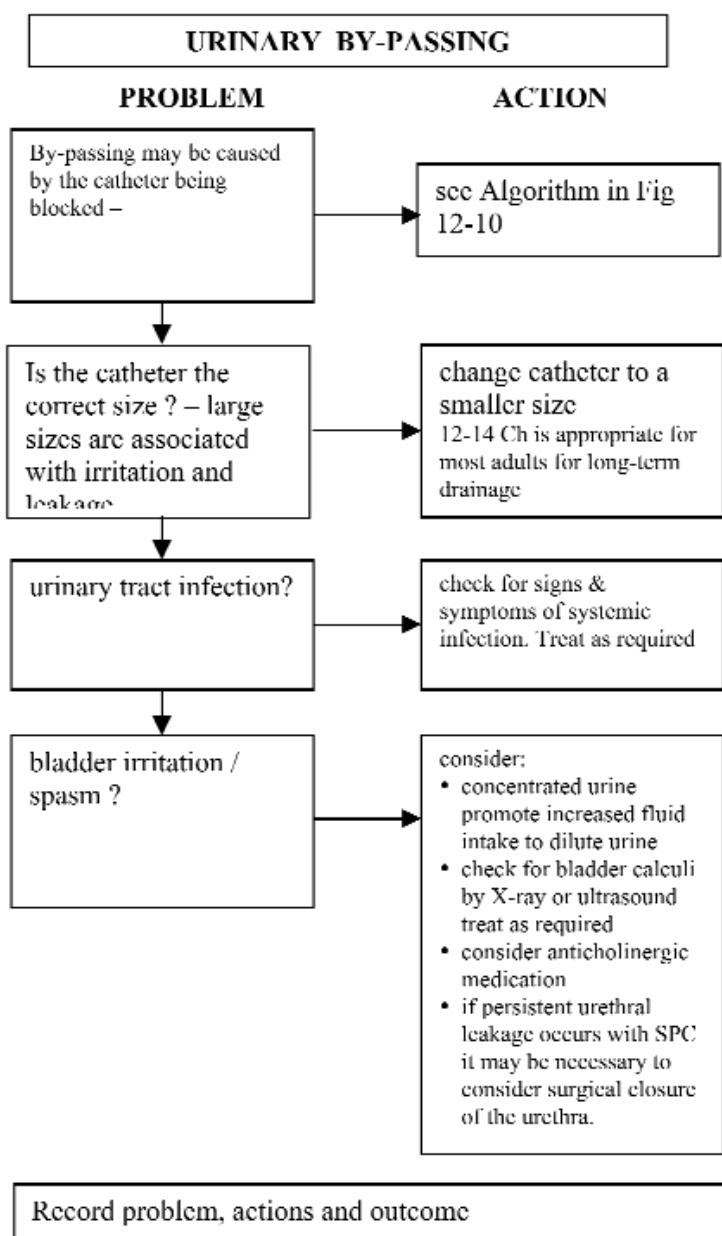 URINARY BY-PASSING
PROBLEM
ACTION
By-passing may be caused
by the catheter being
blocked –
see Algorithm in Fig
12-10
Is the catheter the
correct size ? – large
sizes are associated
with irritation and
leakage
change catheter to a
smaller size
12-14 Ch is appropriate for
most adults for long-term
drainage
urinary tract infection?
check for signs &
symptoms of systemic
infection. Treat as required
bladder irritation /
spasm ?
consider:
• concentrated urine
promote increased fluid
intake to dilute urine
• check for bladder calculi
by X-ray or ultrasound
treat as required
• consider anticholinergic
medication
• if persistent urethral
leakage occurs with SPC
it may be necessary to
consider surgical closure
of the urethra.
Record problem, actions and outcome